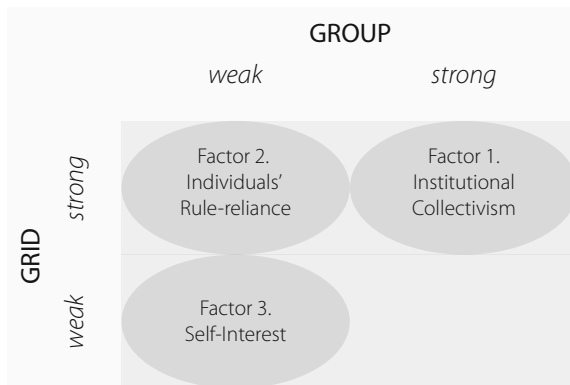 GROUP
weak
strong
GRID
strong
weak
Factor 2.
Individuals’
Rule-reliance
Factor 1.
Institutional
Collectivism
Factor 3.
Self-Interest